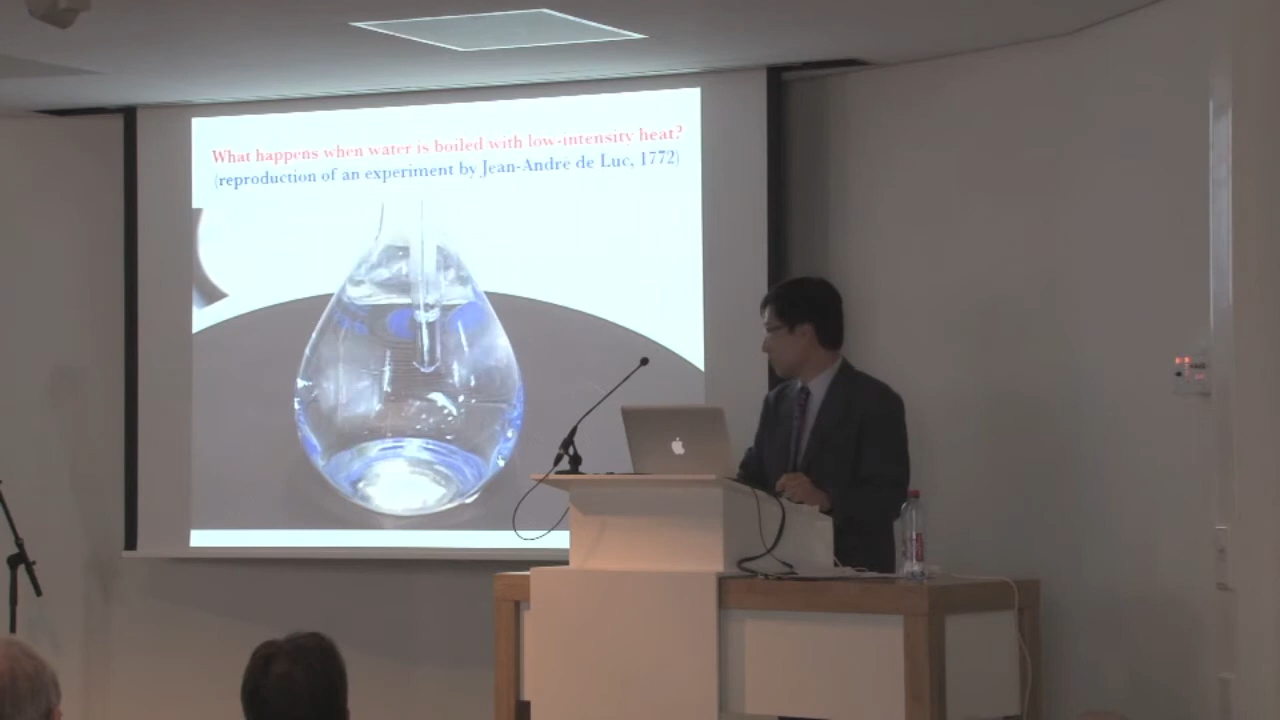 What happens when water is boiled with low-intensity heat?
(reproduction of an experiment by Jean-André de Luc, 1772)